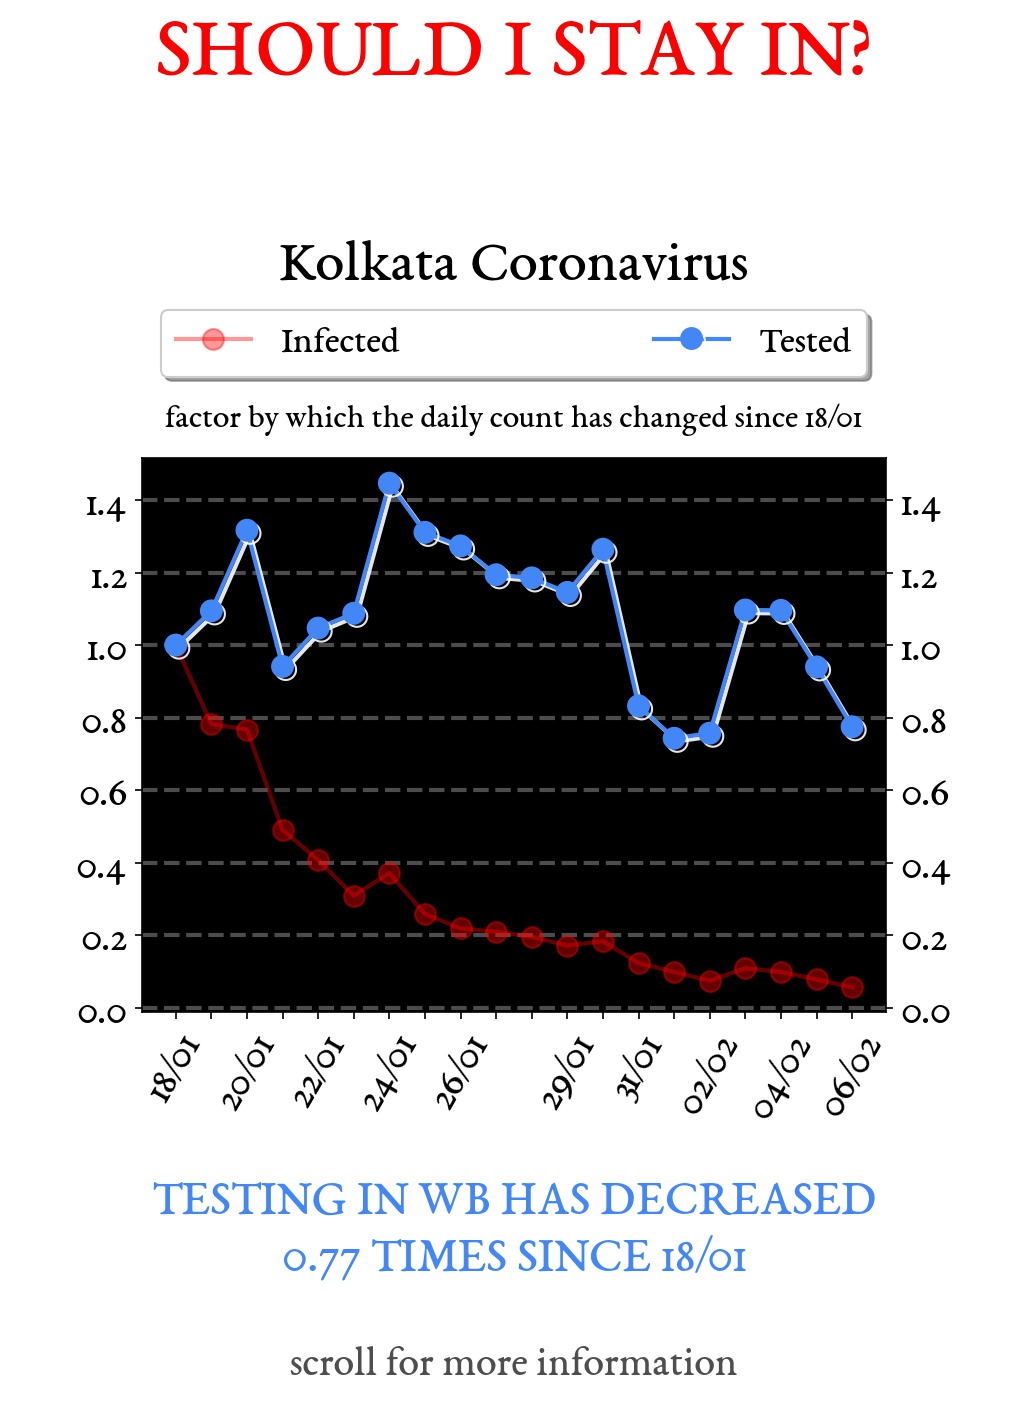 SHOULD I STAY IN?
Kolkata Coronavirus
Infected Tested
factor by which the daily count has changed since 18/01
1.4 1.4
1.2 1.2
1.0 1.0
0.8 0.8
0.6 0.6
0.4 0.4
0.2 0.2
0.0 0.0
18/01 20/01 22/01 24/01 26/01 29/01 31/01 02/02 04/02 06/02
TESTING IN WB HAS DECREASED
0.77 TIMES SINCE 18/01
scroll for more information